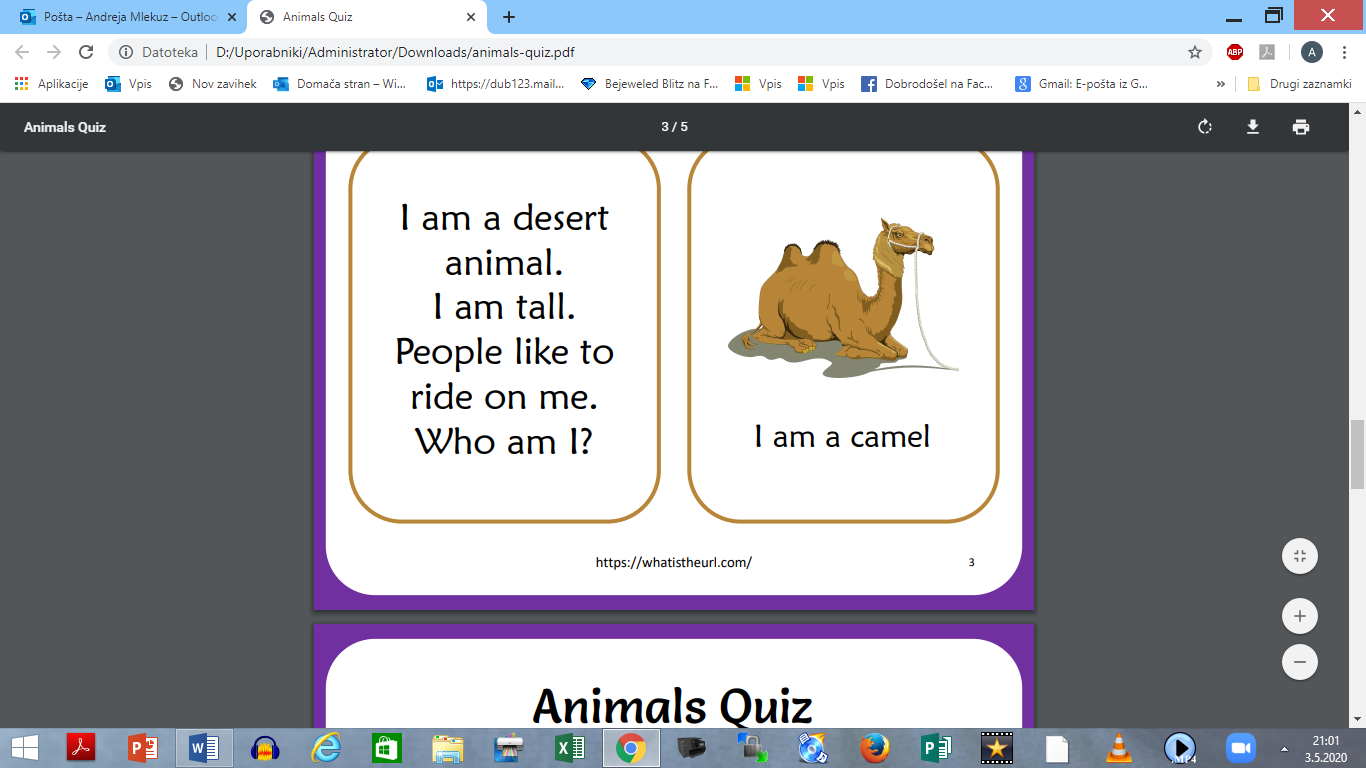 Pošta – Andreja Mlekuz – Outloo
Animals Quiz
Datoteka
D:/Uporabniki/Administrator/Downloads/animals-quiz.pdf
ABP
A
Aplikacije
Vpis
Nov zavihek
Domača stran – Wi...
https://dub123.mail...
Bejeweled Blitz na F...
Vpis
Vpis
Dobrodošel na Fac...
Gmail: E-pošta iz G...
»
Drugi zaznamki
Animals Quiz
3 / 5
I am a desert
animal.
I am tall.
People like to
ride on me.
Who am I?
I am a camel
https://whatistheurl.com/
3
Animals Quiz
21:01
3.5.2020